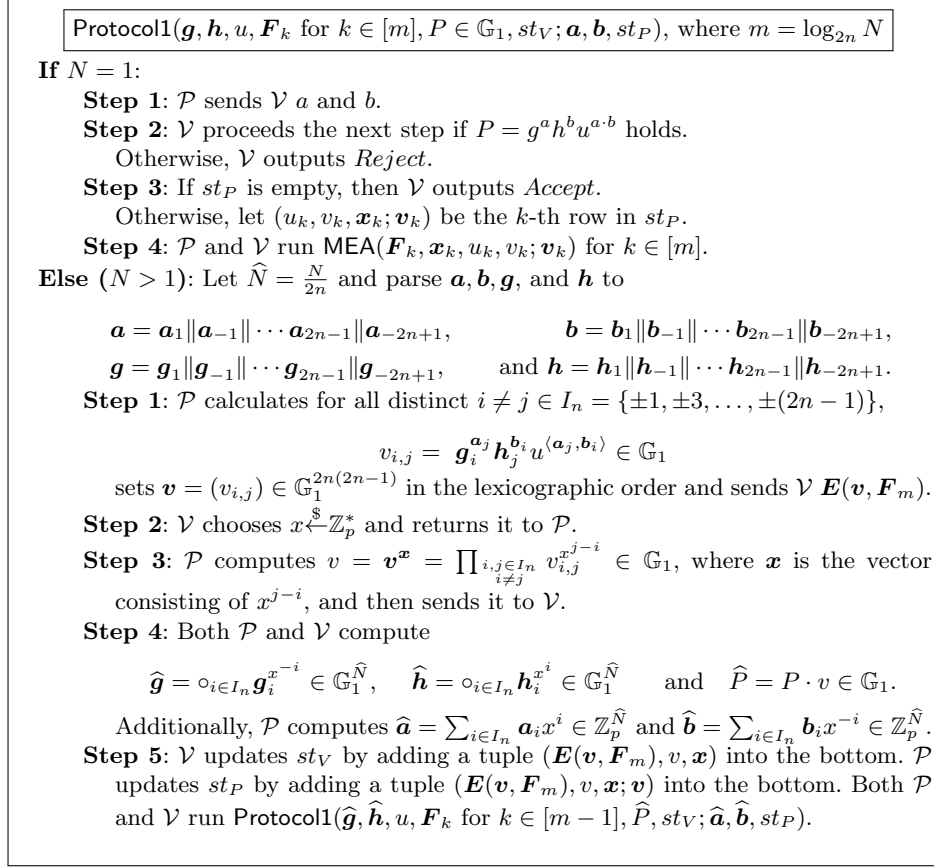 Protocol1(g, h, u, F_k for k ∈ [m], P ∈ 𝔾_1, st_V; a, b, st_P), where m = log_{2n} N
If N = 1:
Step 1: 𝒫 sends 𝒱 a and b.
Step 2: 𝒱 proceeds the next step if P = g^a h^b u^{a·b} holds.
Otherwise, 𝒱 outputs Reject.
Step 3: If st_P is empty, then 𝒱 outputs Accept.
Otherwise, let (u_k, v_k, x_k; v_k) be the k-th row in st_P.
Step 4: 𝒫 and 𝒱 run MEA(F_k, x_k, u_k, v_k; v_k) for k ∈ [m].
Else (N > 1): Let N̂ = N/2n and parse a, b, g, and h to
a = a_1∥a_{-1}∥ ⋯ a_{2n-1}∥a_{-2n+1}, b = b_1∥b_{-1}∥ ⋯ b_{2n-1}∥b_{-2n+1},
g = g_1∥g_{-1}∥ ⋯ g_{2n-1}∥g_{-2n+1}, and h = h_1∥h_{-1}∥ ⋯ h_{2n-1}∥h_{-2n+1}.
Step 1: 𝒫 calculates for all distinct i ≠ j ∈ I_n = {±1, ±3, . . . , ±(2n − 1)},
v_{i,j} = g_i^{a_j} h_j^{b_i} u^{⟨a_j,b_i⟩} ∈ 𝔾_1
sets v = (v_{i,j}) ∈ 𝔾_1^{2n(2n-1)} in the lexicographic order and sends 𝒱 E(v, F_m).
Step 2: 𝒱 chooses x ←$ ℤ_p^* and returns it to 𝒫.
Step 3: 𝒫 computes v = v^x = ∏_{i,j∈I_n, i≠j} v_{i,j}^{x^{j-i}} ∈ 𝔾_1, where x is the vector
consisting of x^{j-i}, and then sends it to 𝒱.
Step 4: Both 𝒫 and 𝒱 compute
ĝ = ∘_{i∈I_n} g_i^{x^{-i}} ∈ 𝔾_1^{N̂}, ĥ = ∘_{i∈I_n} h_i^{x^i} ∈ 𝔾_1^{N̂} and P̂ = P · v ∈ 𝔾_1.
Additionally, 𝒫 computes â = ∑_{i∈I_n} a_i x^i ∈ ℤ_p^{N̂} and b̂ = ∑_{i∈I_n} b_i x^{-i} ∈ ℤ_p^{N̂}.
Step 5: 𝒱 updates st_V by adding a tuple (E(v, F_m), v, x) into the bottom. 𝒫
updates st_P by adding a tuple (E(v, F_m), v, x; v) into the bottom. Both 𝒫
and 𝒱 run Protocol1(ĝ, ĥ, u, F_k for k ∈ [m − 1], P̂, st_V; â, b̂, st_P).